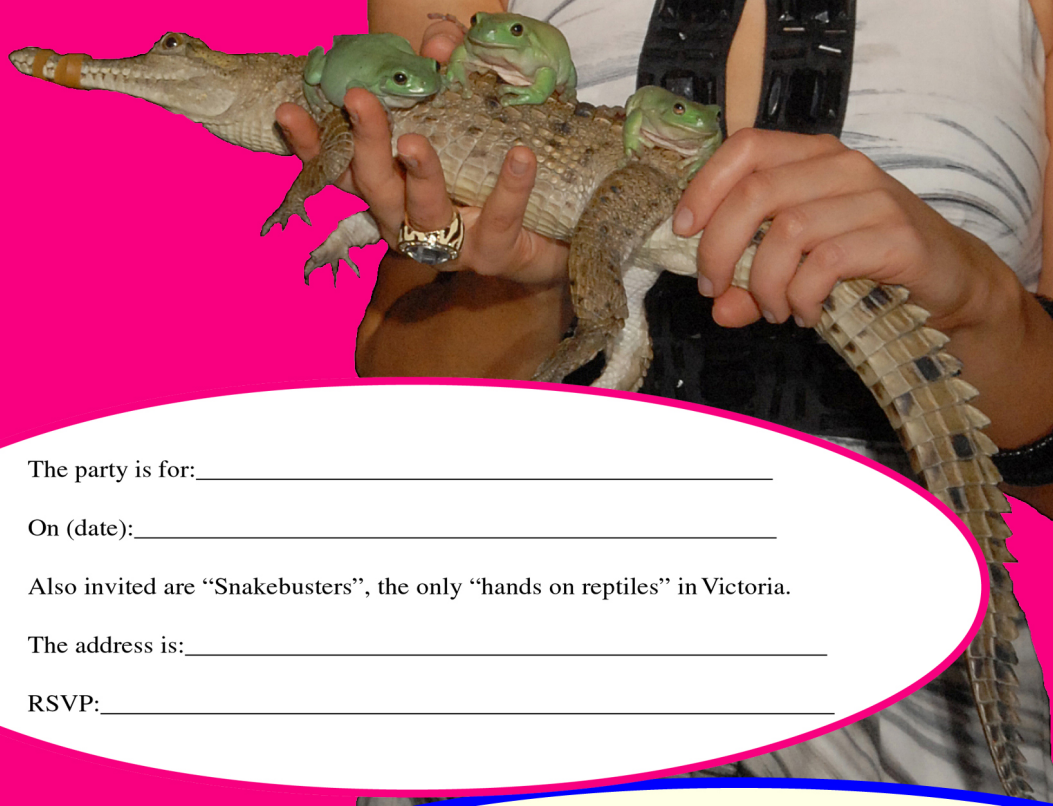 The party is for:
On (date):
Also invited are “Snakebusters”, the only “hands on reptiles” in Victoria.
The address is:
RSVP: